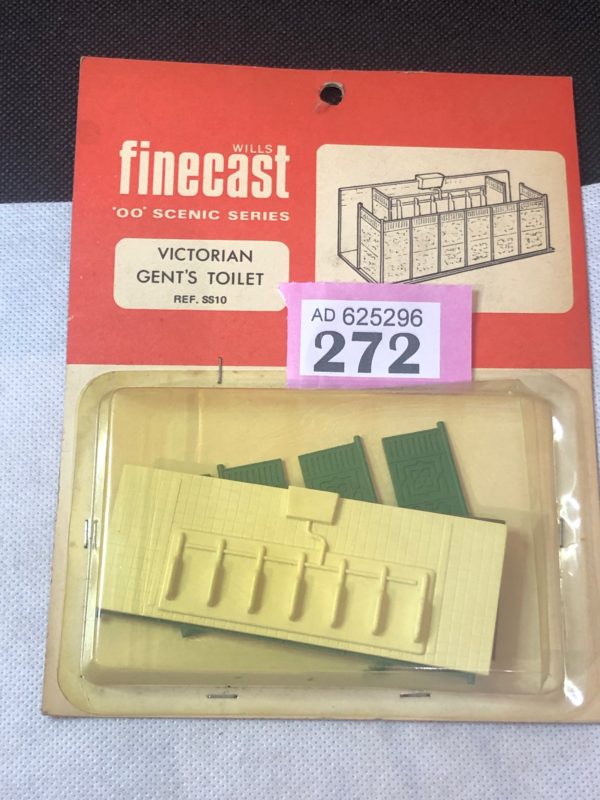 WILLS
finecast
"OO" SCENIC SERIES
VICTORIAN
GENT'S TOILET
REF. SS10
AD 625296
272